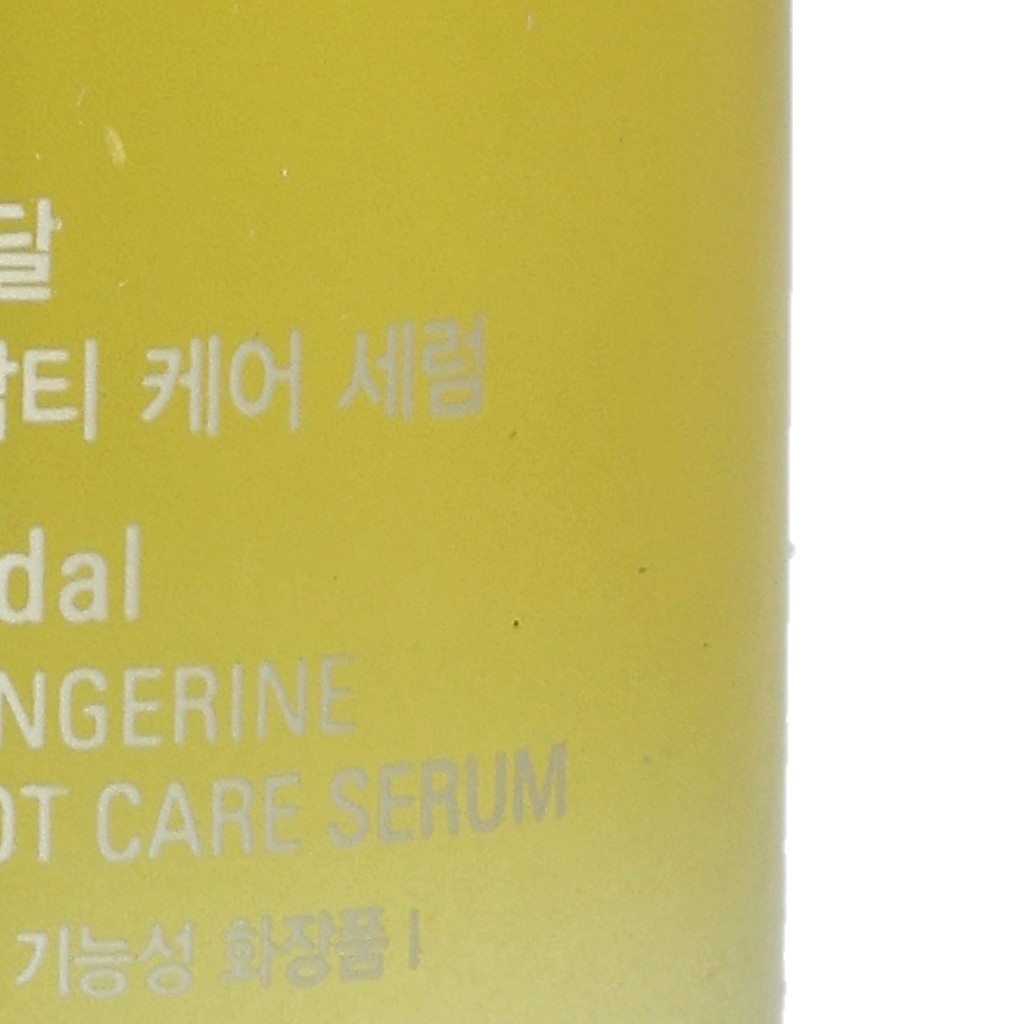 달
티 케어 세럼
dal
NGERINE
OT CARE SERUM
기능성 화장품 |